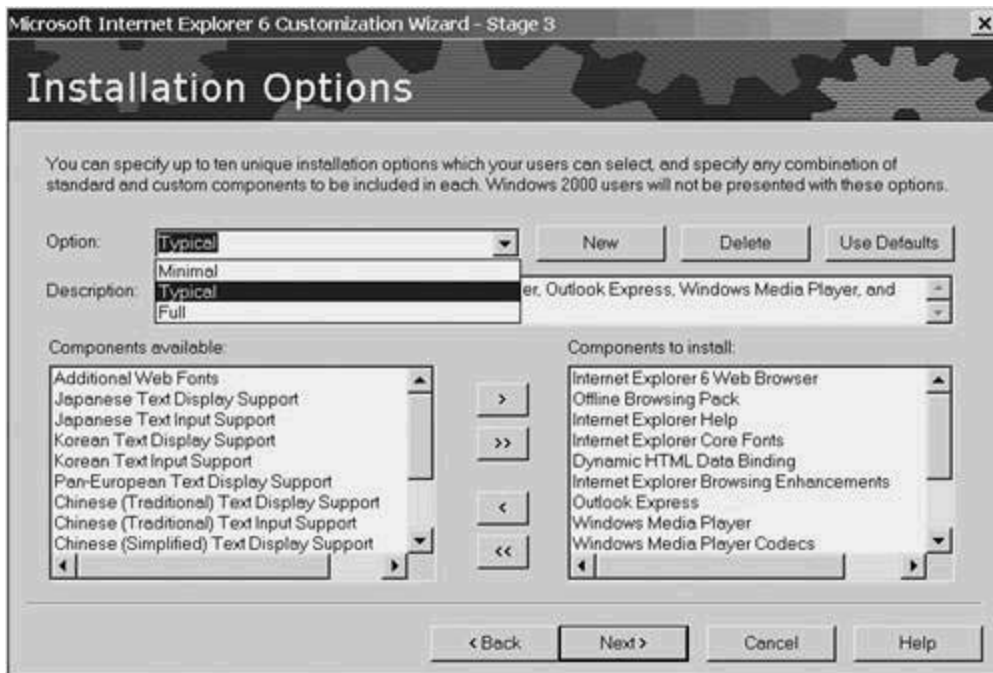 Microsoft Internet Explorer 6 Customization Wizard - Stage 3
Installation Options
You can specify up to ten unique installation options which your users can select, and specify any combination of
standard and custom components to be included in each. Windows 2000 users will not be presented with these options.
Option: Typical New Delete Use Defaults
Minimal
Description: Typical er, Outlook Express, Windows Media Player, and
Full
Components available:
Additional Web Fonts
Japanese Text Display Support
Japanese Text Input Support
Korean Text Display Support
Korean Text Input Support
Pan-European Text Display Support
Chinese (Traditional) Text Display Support
Chinese (Traditional) Text Input Support
Chinese (Simplified) Text Display Support
>
>>
<
<<
Components to install:
Internet Explorer 6 Web Browser
Offline Browsing Pack
Internet Explorer Help
Internet Explorer Core Fonts
Dynamic HTML Data Binding
Internet Explorer Browsing Enhancements
Outlook Express
Windows Media Player
Windows Media Player Codecs
< Back Next > Cancel Help